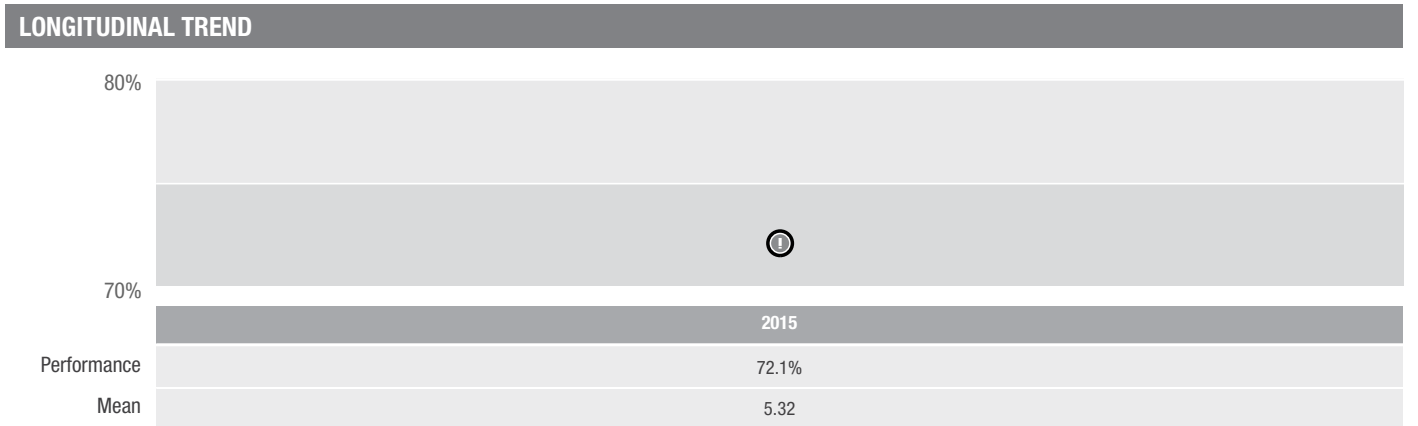 LONGITUDINAL TREND
80%
!
70%
2015
Performance 72.1%
Mean 5.32